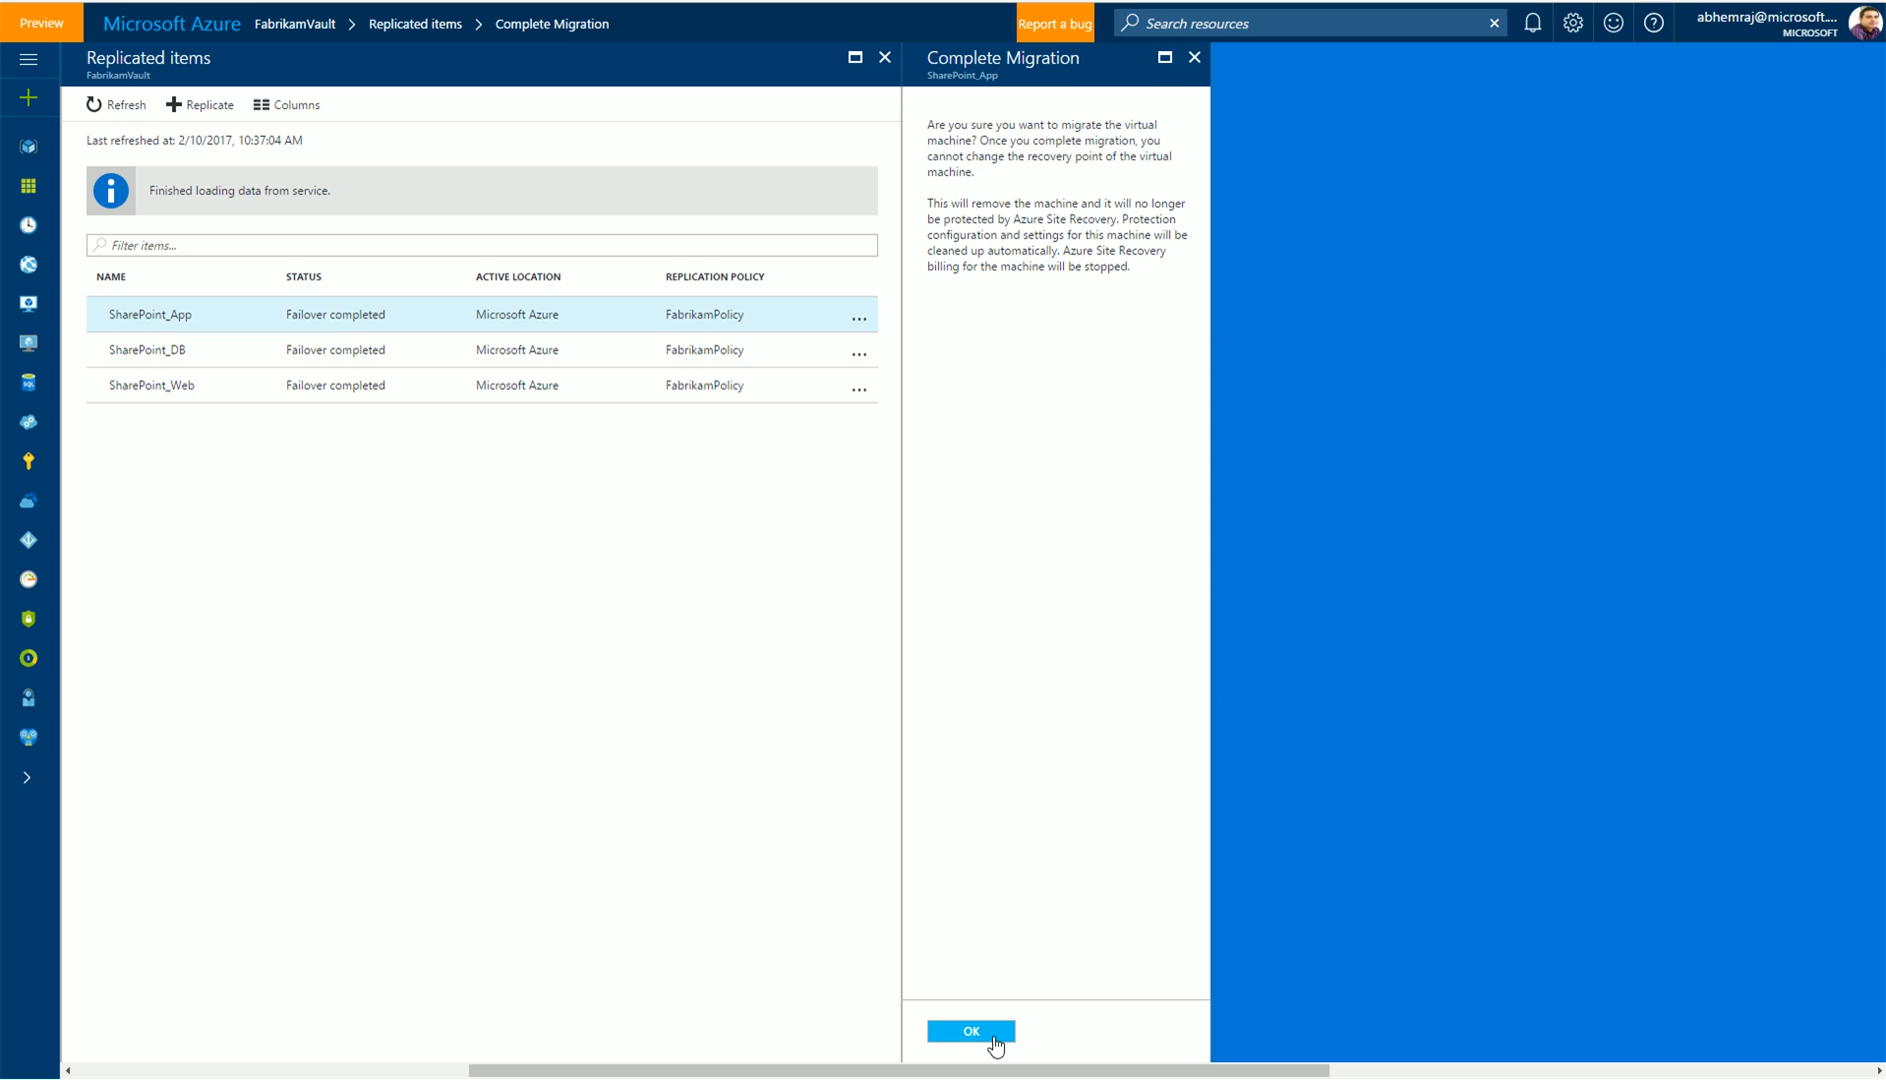 Preview
Microsoft Azure FabrikamVault > Replicated items > Complete Migration
Report a bug
Search resources
abhemraj@microsoft....
MICROSOFT
Replicated items
FabrikamVault
Refresh Replicate Columns
Last refreshed at: 2/10/2017, 10:37:04 AM
Finished loading data from service.
Filter items...
NAME STATUS ACTIVE LOCATION REPLICATION POLICY
SharePoint_App Failover completed Microsoft Azure FabrikamPolicy ...
SharePoint_DB Failover completed Microsoft Azure FabrikamPolicy ...
SharePoint_Web Failover completed Microsoft Azure FabrikamPolicy ...
Complete Migration
SharePoint_App
Are you sure you want to migrate the virtual
machine? Once you complete migration, you
cannot change the recovery point of the virtual
machine.
This will remove the machine and it will no longer
be protected by Azure Site Recovery. Protection
configuration and settings for this machine will be
cleaned up automatically. Azure Site Recovery
billing for the machine will be stopped.
OK